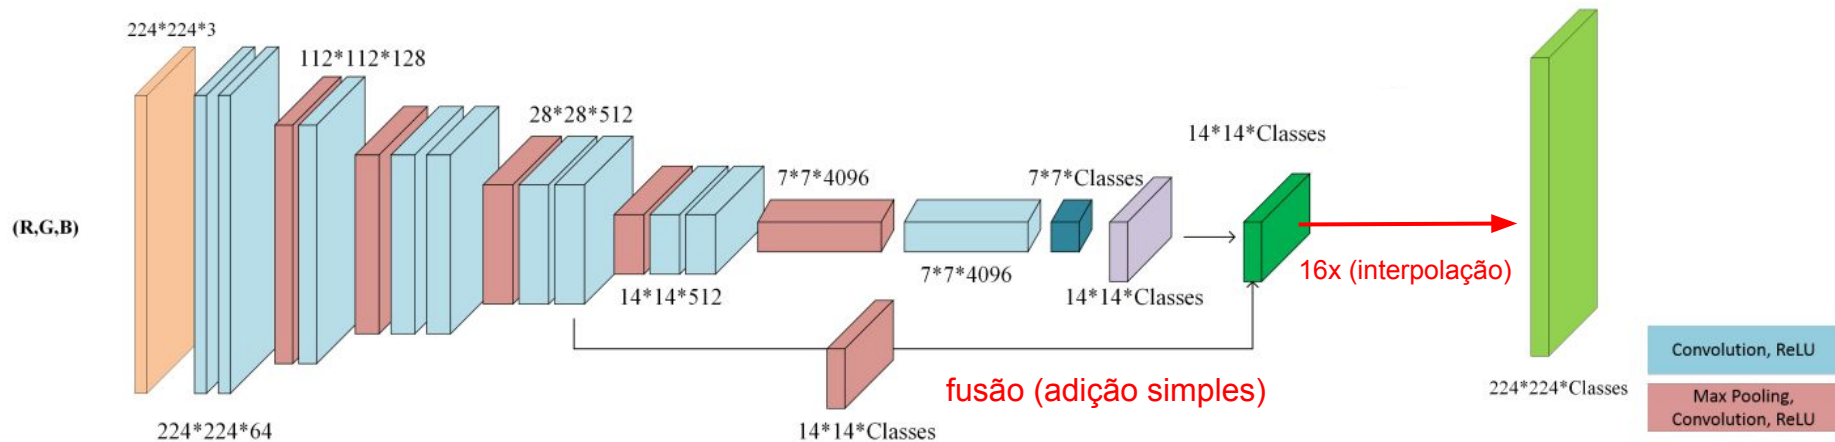 224*224*3
112*112*128
28*28*512
14*14*Classes
7*7*4096
7*7*Classes
(R,G,B)
16x (interpolação)
7*7*4096
14*14*512
14*14*Classes
Convolution, ReLU
fusão (adição simples)
224*224*Classes
Max Pooling,
Convolution, ReLU
224*224*64
14*14*Classes